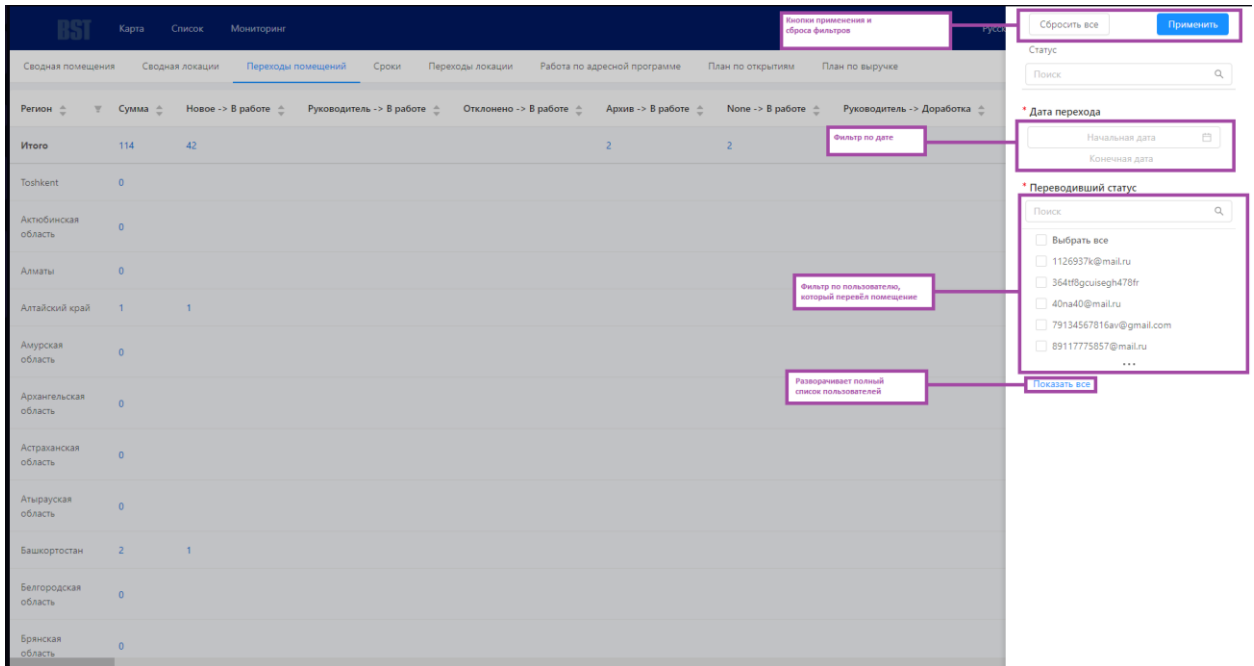 BST Карта Список Мониторинг
Кнопки применения и
сброса фильтров
Сбросить все Применить
Статус
Поиск
Сводная помещения Сводная локации Переходы помещений Сроки Переходы локации Работа по адресной программе План по открытиям План по выручке
Регион Сумма Новое -> В работе Руководитель -> В работе Отклонено -> В работе Архив -> В работе None -> В работе Руководитель -> Доработка
* Дата перехода
Фильтр по дате
Начальная дата
Конечная дата
Итого 114 42 2 2
Toshkent 0
* Переводивший статус
Поиск
Актюбинская
область 0
Выбрать все
1126937k@mail.ru
Алматы 0
364tf8gcuisegh478fr
Фильтр по пользователю,
который перевёл помещение
40na40@mail.ru
Алтайский край 1 1
79134567816av@gmail.com
89117775857@mail.ru
...
Амурская
область 0
Разворачивает полный
список пользователей
Показать все
Архангельская
область 0
Астраханская
область 0
Атырауская
область 0
Башкортостан 2 1
Белгородская
область 0
Брянская
область 0